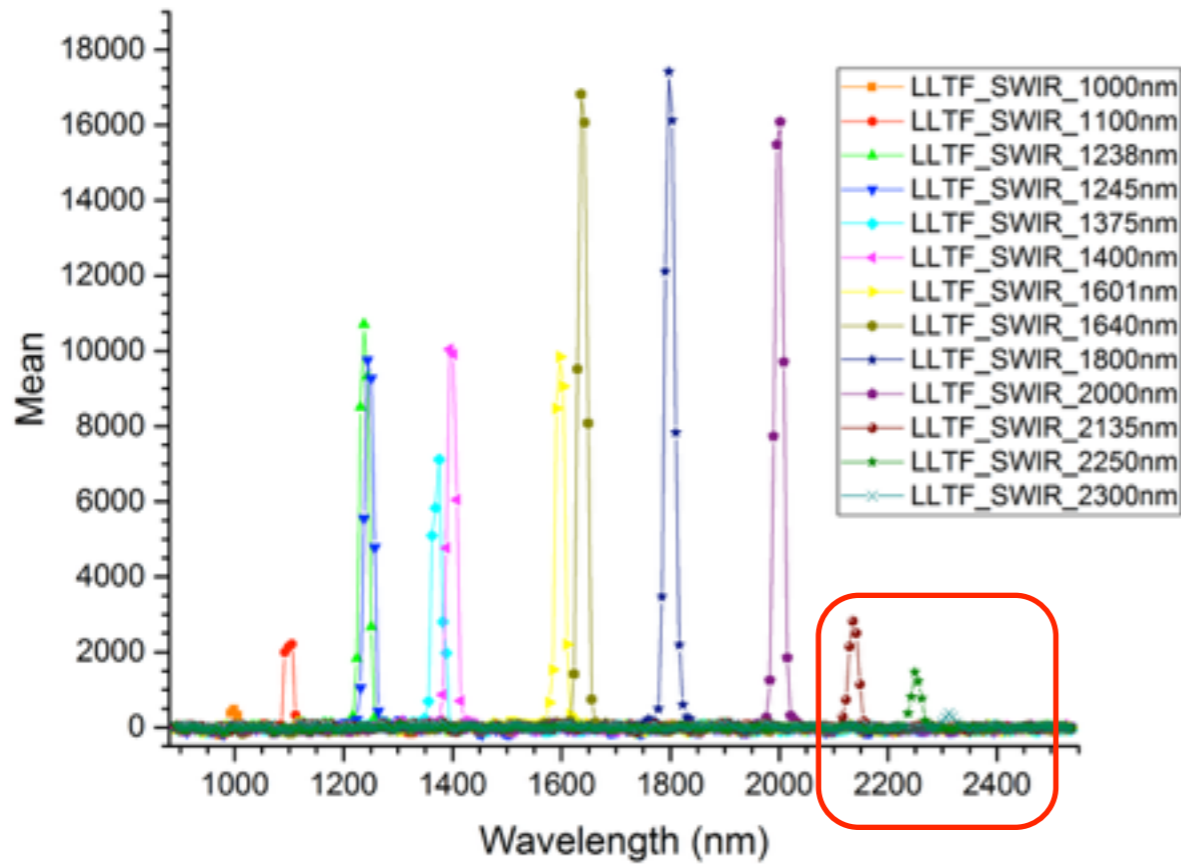 18000
16000
14000
12000
10000
8000
6000
4000
2000
0
Mean
1000 1200 1400 1600 1800 2000 2200 2400
Wavelength (nm)
LLTF_SWIR_1000nm
LLTF_SWIR_1100nm
LLTF_SWIR_1238nm
LLTF_SWIR_1245nm
LLTF_SWIR_1375nm
LLTF_SWIR_1400nm
LLTF_SWIR_1601nm
LLTF_SWIR_1640nm
LLTF_SWIR_1800nm
LLTF_SWIR_2000nm
LLTF_SWIR_2135nm
LLTF_SWIR_2250nm
LLTF_SWIR_2300nm